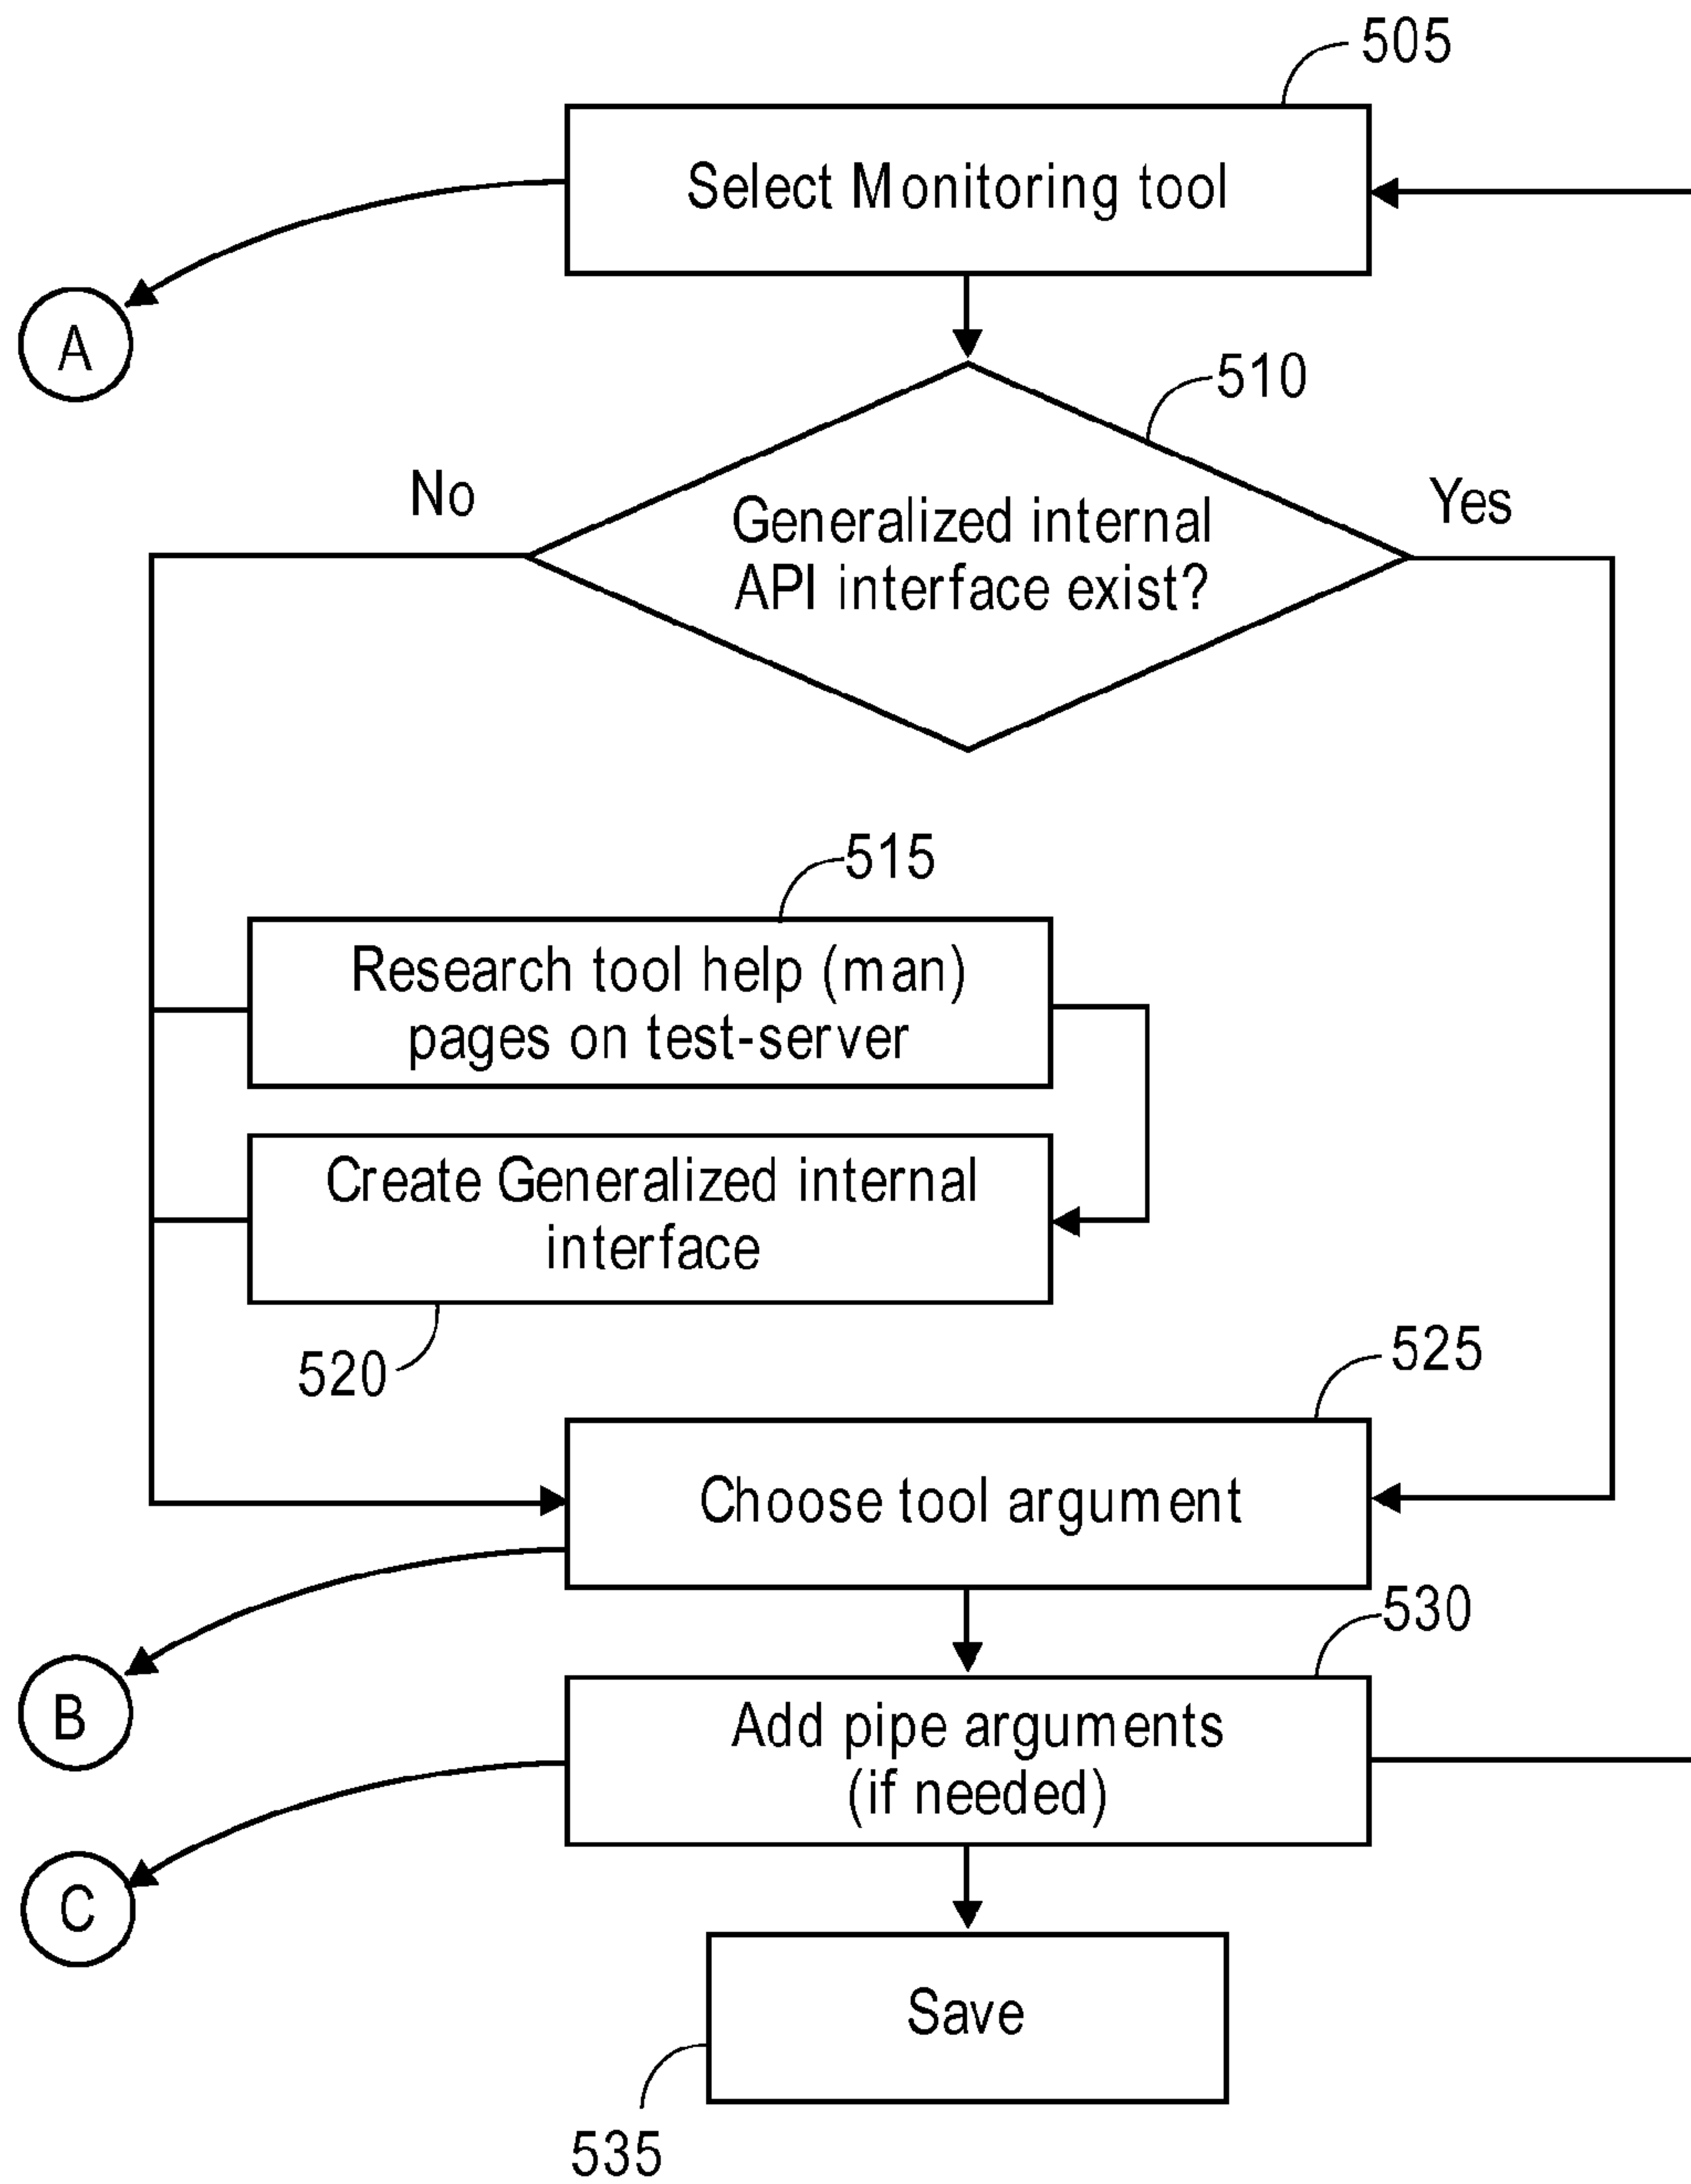 505
Select Monitoring tool
A
510
No
Yes
Generalized internal
API interface exist?
515
Research tool help (man)
pages on test-server
Create Generalized internal
interface
520
525
Choose tool argument
530
B
Add pipe arguments
(if needed)
C
Save
535